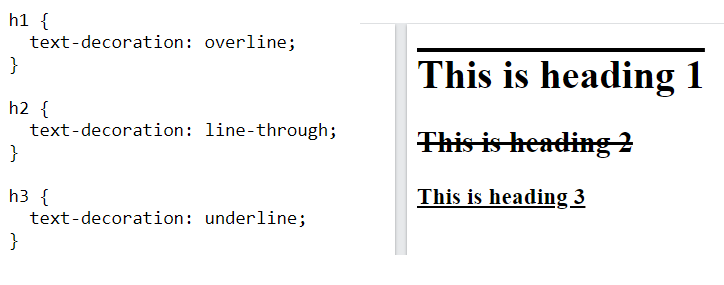 h1 {
  text-decoration: overline;
}
h2 {
  text-decoration: line-through;
}
h3 {
  text-decoration: underline;
}
This is heading 1
This is heading 2
This is heading 3